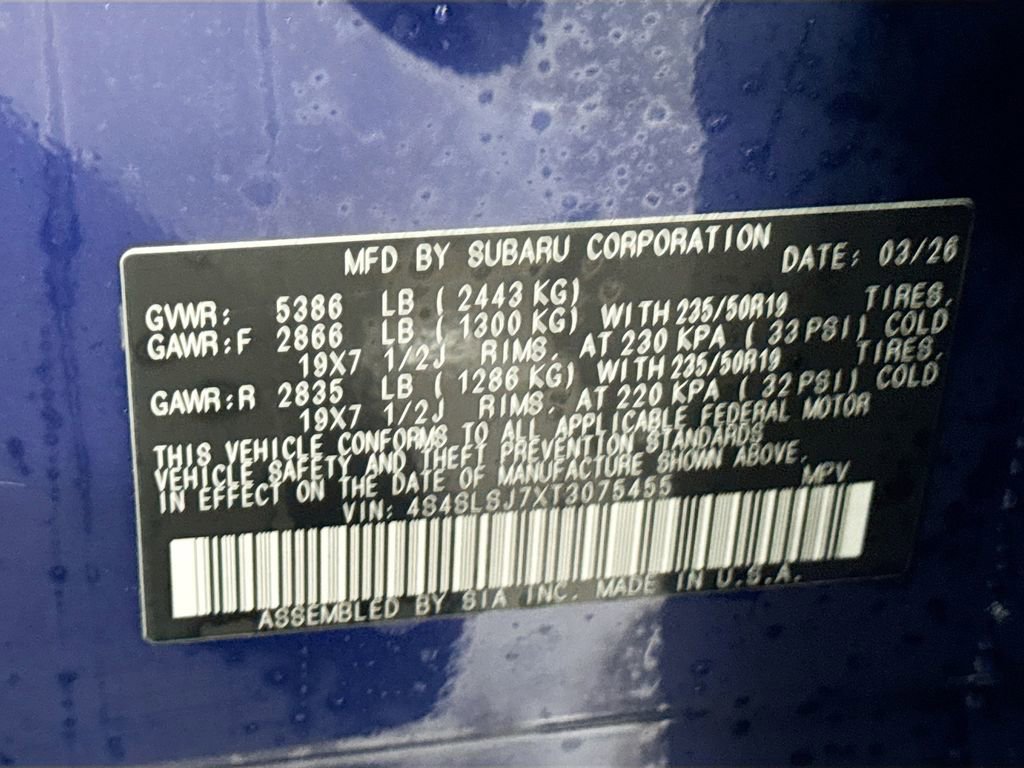 MFD BY SUBARU CORPORATION DATE: 03/26
GVWR: 5386 LB ( 2443 KG)
GAWR:F 2866 LB ( 1300 KG) WITH 235/50R19 TIRES,
19X7 1/2J RIMS, AT 230 KPA ( 33 PSI) COLD
GAWR:R 2835 LB ( 1286 KG) WITH 235/50R19 TIRES,
19X7 1/2J RIMS, AT 220 KPA ( 32 PSI) COLD
THIS VEHICLE CONFORMS TO ALL APPLICABLE FEDERAL MOTOR
VEHICLE SAFETY AND THEFT PREVENTION STANDARDS
IN EFFECT ON THE DATE OF MANUFACTURE SHOWN ABOVE.
VIN: 4S4SLSJ7XT3075455 MPV
ASSEMBLED BY SIA INC. MADE IN U.S.A.